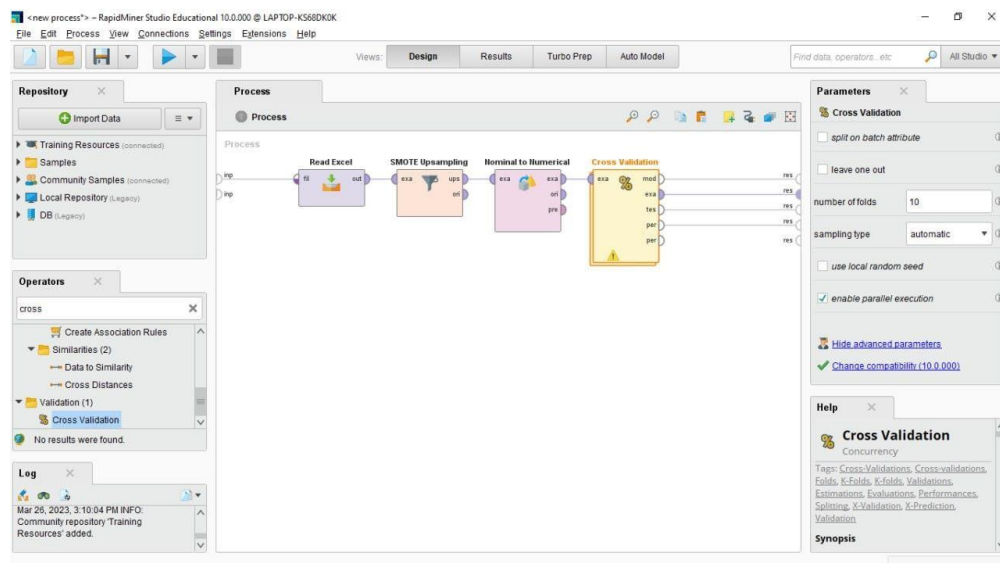 <new process*> – RapidMiner Studio Educational 10.0.000 @ LAPTOP-KS68DK0K
File Edit Process View Connections Settings Extensions Help
Views: Design Results Turbo Prep Auto Model
Find data, operators...etc
All Studio
Repository
Import Data
Training Resources (connected)
Samples
Community Samples (connected)
Local Repository (Legacy)
DB (Legacy)
Operators
cross
Create Association Rules
Similarities (2)
Data to Similarity
Cross Distances
Validation (1)
Cross Validation
No results were found.
Log
Mar 26, 2023, 3:10:04 PM INFO:
Community repository 'Training
Resources' added.
Process
Process
Process
inp
inp
Read Excel
fil out
SMOTE Upsampling
exa ups
ori
Nominal to Numerical
exa exa
ori
pre
Cross Validation
exa mod
exa
tes
per
per
res
res
res
res
res
Parameters
Cross Validation
split on batch attribute
leave one out
number of folds 10
sampling type automatic
use local random seed
enable parallel execution
Hide advanced parameters
Change compatibility (10.0.000)
Help
Cross Validation
Concurrency
Tags: Cross-Validations, Cross-validations,
Folds, K-Folds, K-folds, Validations,
Estimations, Evaluations, Performances,
Splitting, X-Validation, X-Prediction,
Validation
Synopsis